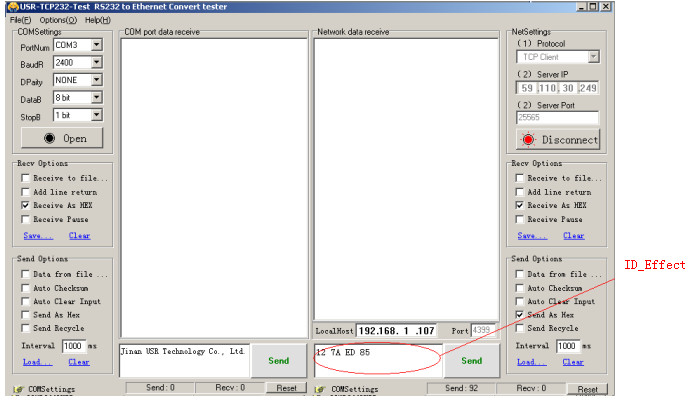 USR-TCP232-Test RS232 to Ethernet Convert tester
File(F) Options(O) Help(H)
COMSettings
PortNum COM3
BaudR 2400
DPaity NONE
DataB 8 bit
StopB 1 bit
Open
Recv Options
Receive to file...
Add line return
Receive As HEX
Receive Pause
Save... Clear
Send Options
Data from file ...
Auto Checksum
Auto Clear Input
Send As Hex
Send Recycle
Interval 1000 ms
Load... Clear
COM port data receive
Jinan USR Technology Co., Ltd.
Send
Network data receive
LocalHost 192.168. 1 .107 Port 4399
12 7A ED 85
Send
NetSettings
(1) Protocol
TCP Client
(2) Server IP
59 .110. 30 .249
(2) Server Port
25565
Disconnect
Recv Options
Receive to file...
Add line return
Receive As HEX
Receive Pause
Save... Clear
Send Options
Data from file ...
Auto Checksum
Auto Clear Input
Send As Hex
Send Recycle
Interval 1000 ms
Load... Clear
ID_Effect
COMSettings Send: 0 Recv: 0 Reset
COMSettings Send: 92 Recv: 0 Reset